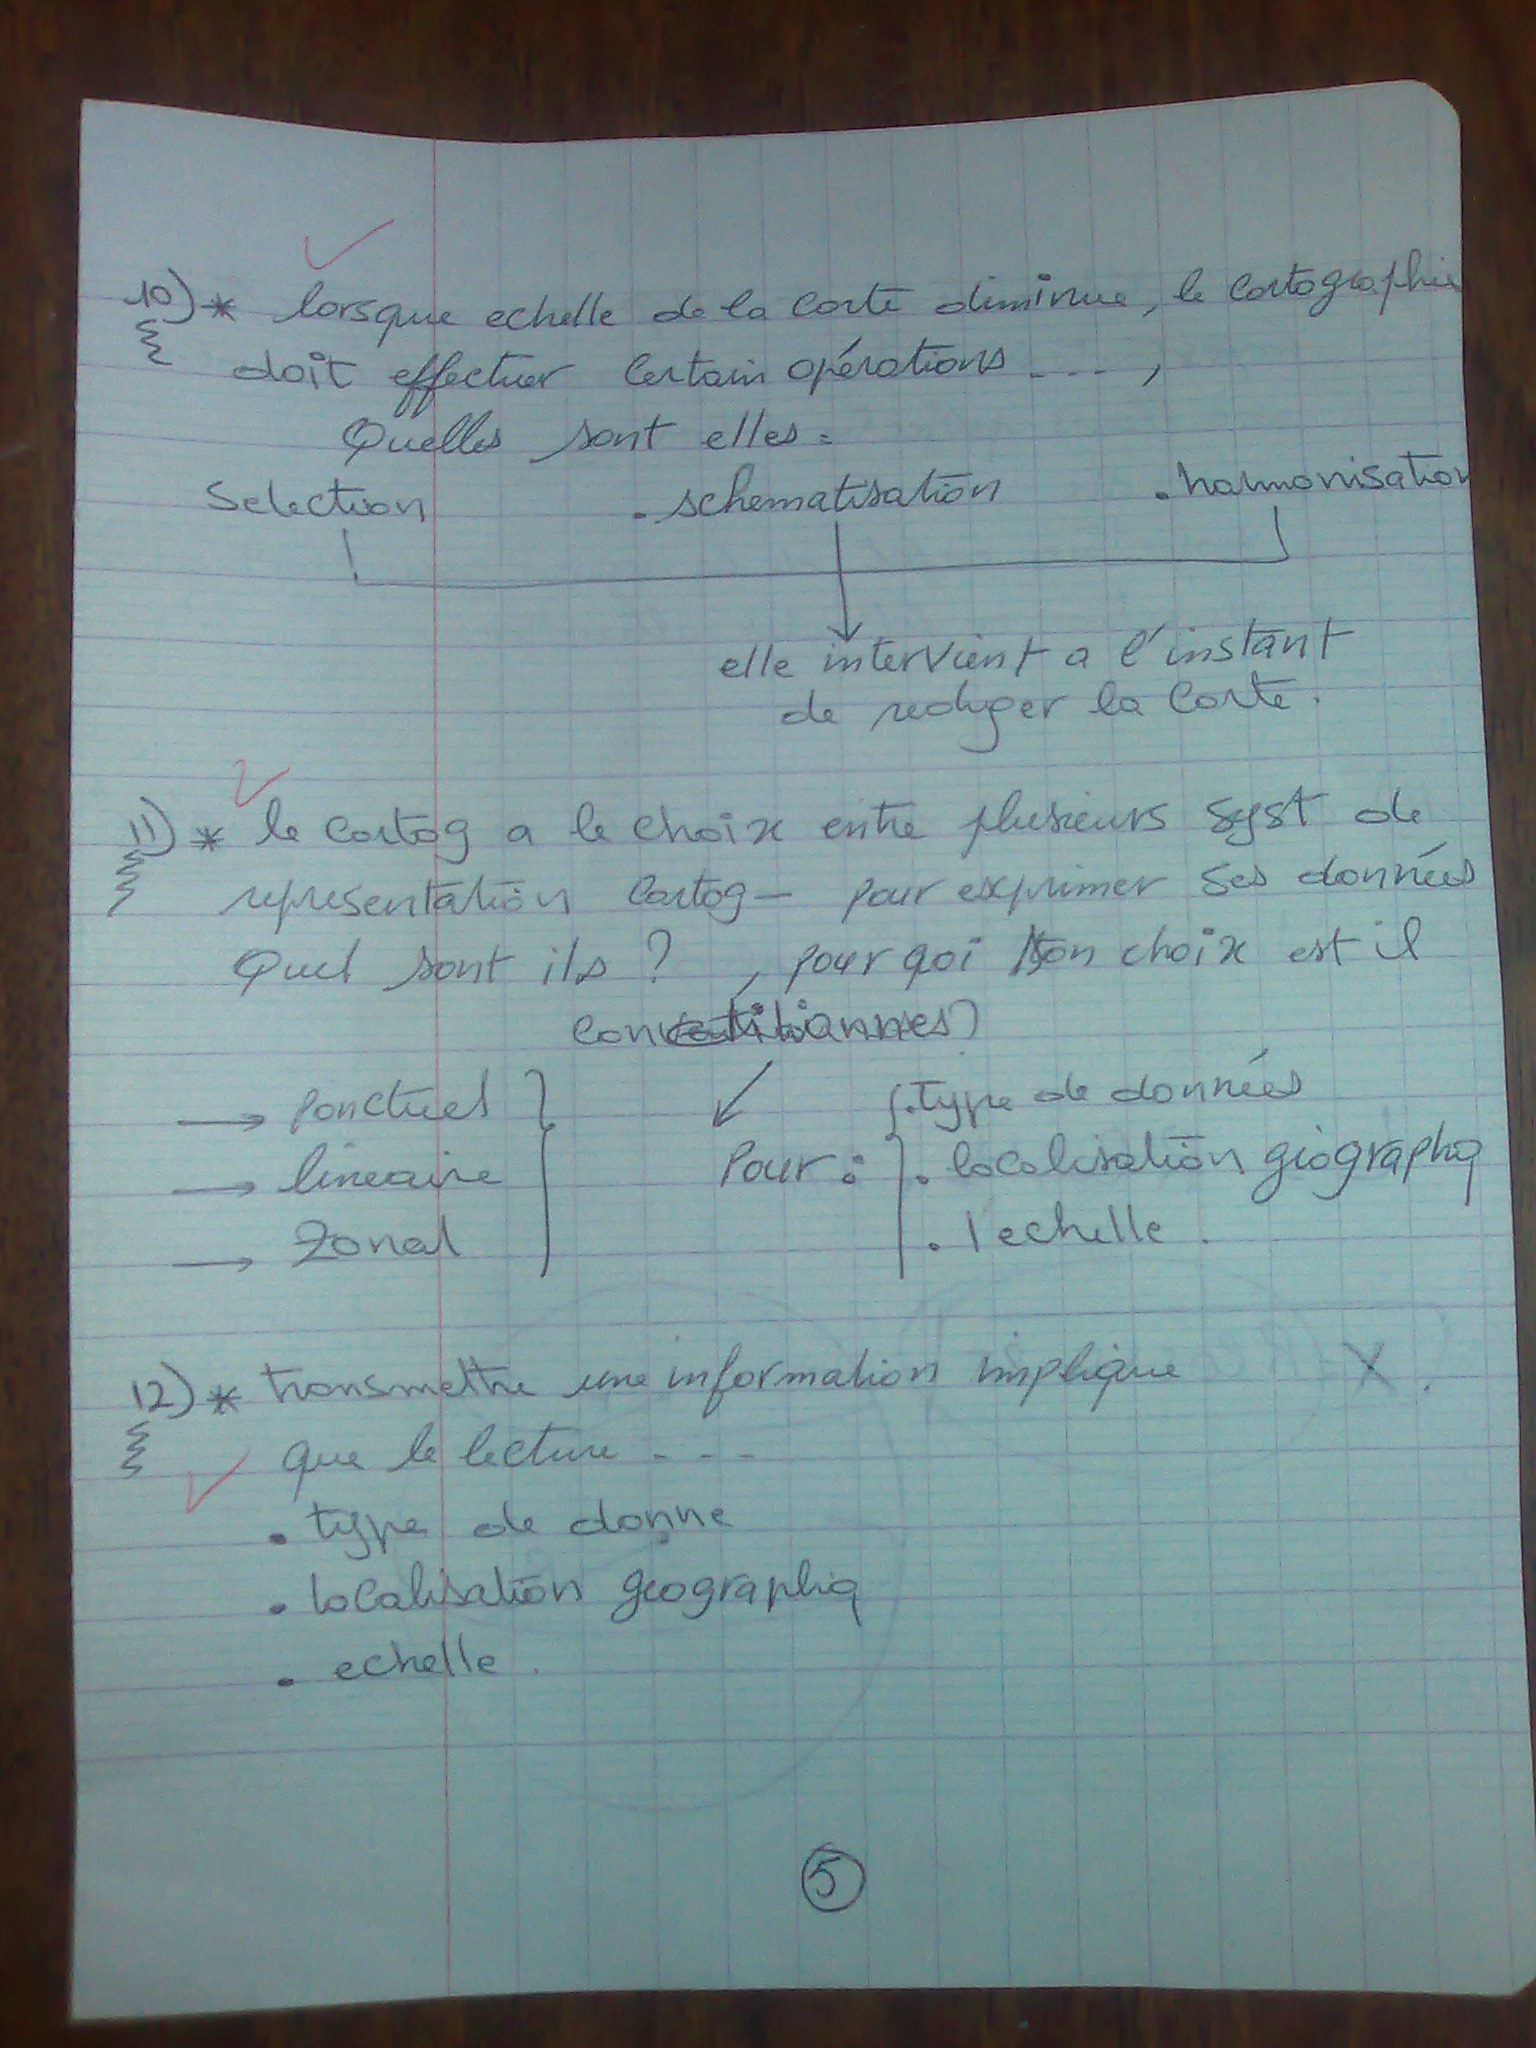 10) * lorsque echelle de la carte diminue, le cartographie
doit effectuer certain opérations - - - ,
Quelles sont elles =
Selection . schematisation . harmonisation
elle intervient a l'instant
de rediger la carte .
11) * le cartog a le choix entre plusieurs syst de
representation cartog- pour exprimer ses données
Quel sont ils ? , pour qoi son choix est il
→ ponctuel
→ lineaire
→ Zonal
Pour :
. type de données
. localisation giographiq
. l'echelle .
12) * transmettre une information implique X .
que le lecture - - -
. type de donne
. localisation geographiq
. echelle .
5